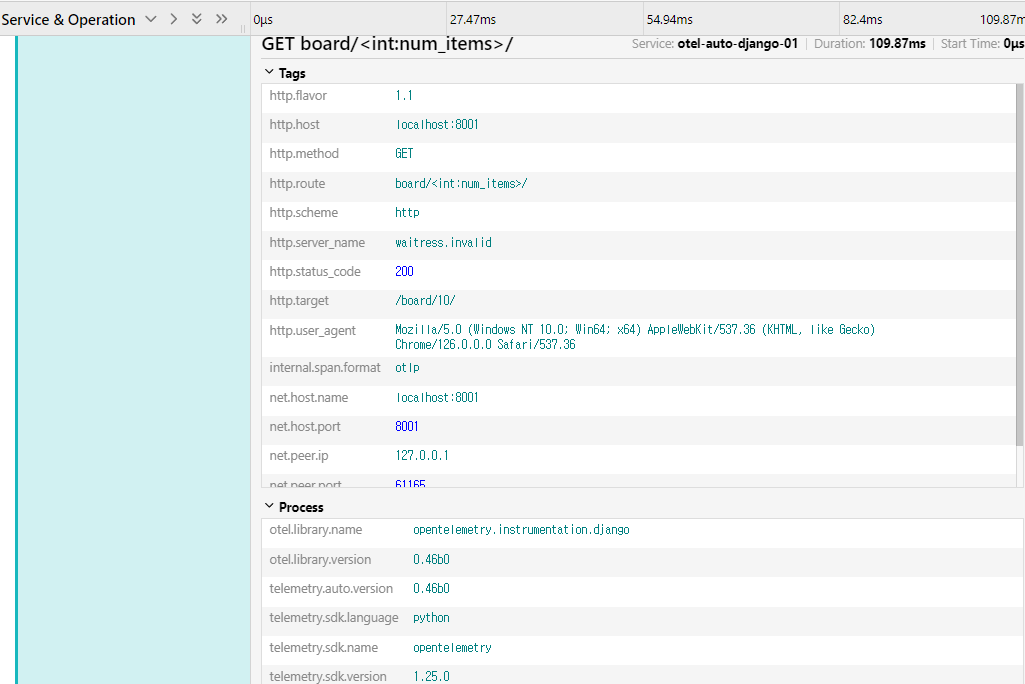 Service & Operation
0μs 27.47ms 54.94ms 82.4ms 109.87m
GET board/<int:num_items>/ Service: otel-auto-django-01 Duration: 109.87ms Start Time: 0μs
Tags
http.flavor 1.1
http.host localhost:8001
http.method GET
http.route board/<int:num_items>/
http.scheme http
http.server_name waitress.invalid
http.status_code 200
http.target /board/10/
http.user_agent Mozilla/5.0 (Windows NT 10.0; Win64; x64) AppleWebKit/537.36 (KHTML, like Gecko)
Chrome/126.0.0.0 Safari/537.36
internal.span.format otlp
net.host.name localhost:8001
net.host.port 8001
net.peer.ip 127.0.0.1
net.peer.port 61165
Process
otel.library.name opentelemetry.instrumentation.django
otel.library.version 0.46b0
telemetry.auto.version 0.46b0
telemetry.sdk.language python
telemetry.sdk.name opentelemetry
telemetry.sdk.version 1.25.0